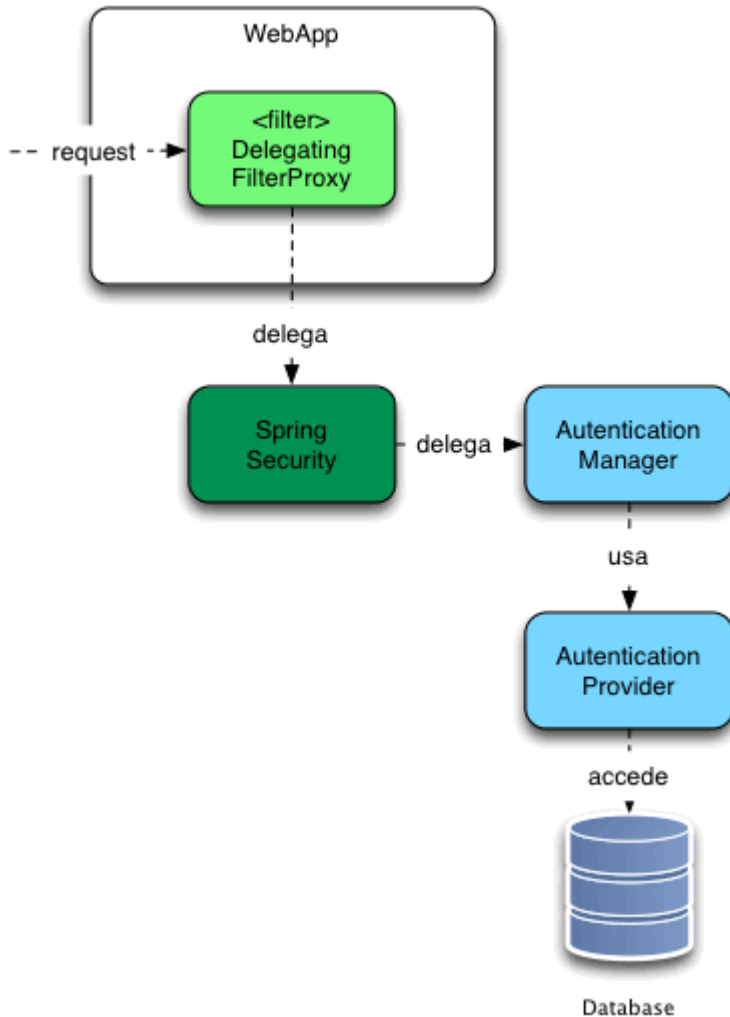 WebApp
<filter>
Delegating
FilterProxy
request
delega
Spring
Security
delega
Autentication
Manager
usa
Autentication
Provider
accede
Database